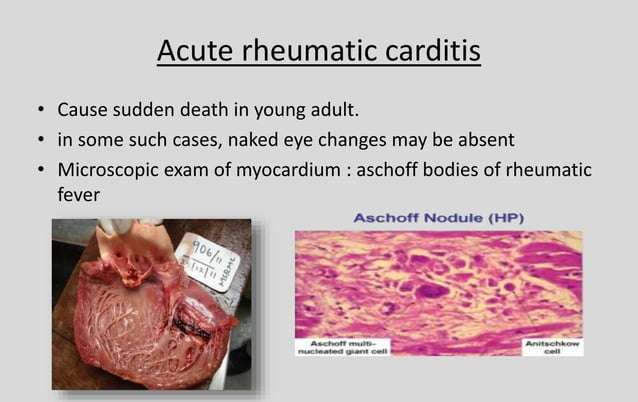 Acute rheumatic carditis
• Cause sudden death in young adult.
• in some such cases, naked eye changes may be absent
• Microscopic exam of myocardium : aschoff bodies of rheumatic
fever
Aschoff Nodule (HP)
906/11
Aschoff multi-
nucleated giant cell
Anitschkow
cell